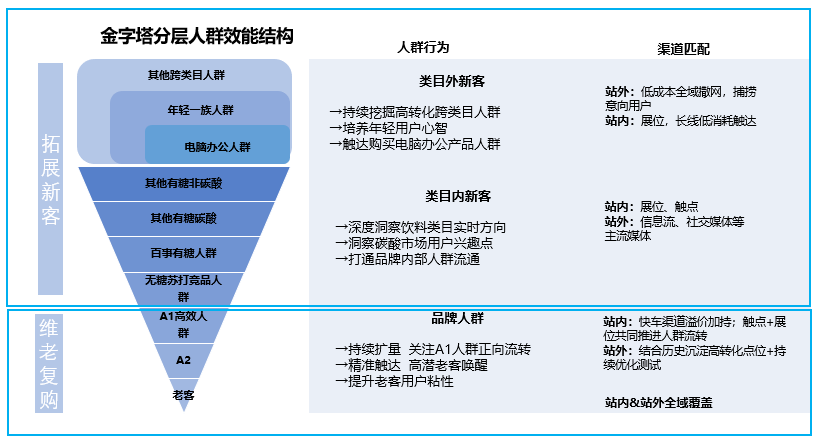 金字塔分层人群效能结构
人群行为
渠道匹配
拓展新客
其他跨类目人群
年轻一族人群
电脑办公人群
类目外新客
→持续挖掘高转化跨类目人群
→培养年轻用户心智
→触达购买电脑办公产品人群
站外：低成本全域撒网，捕捞
意向用户
站内：展位，长线低消耗触达
其他有糖非碳酸
其他有糖碳酸
百事有糖人群
无糖苏打竞品人
群
类目内新客
→深度洞察饮料类目实时方向
→洞察碳酸市场用户兴趣点
→打通品牌内部人群流通
站内：展位、触点
站外：信息流、社交媒体等
主流媒体
维老复购
A1高效人
群
A2
老客
品牌人群
→持续扩量 关注A1人群正向流转
→精准触达 高潜老客唤醒
→提升老客用户粘性
站内：快车渠道溢价加持；触点+展
位共同推进人群流转
站外：结合历史沉淀高转化点位+持
续优化测试
站内&站外全域覆盖